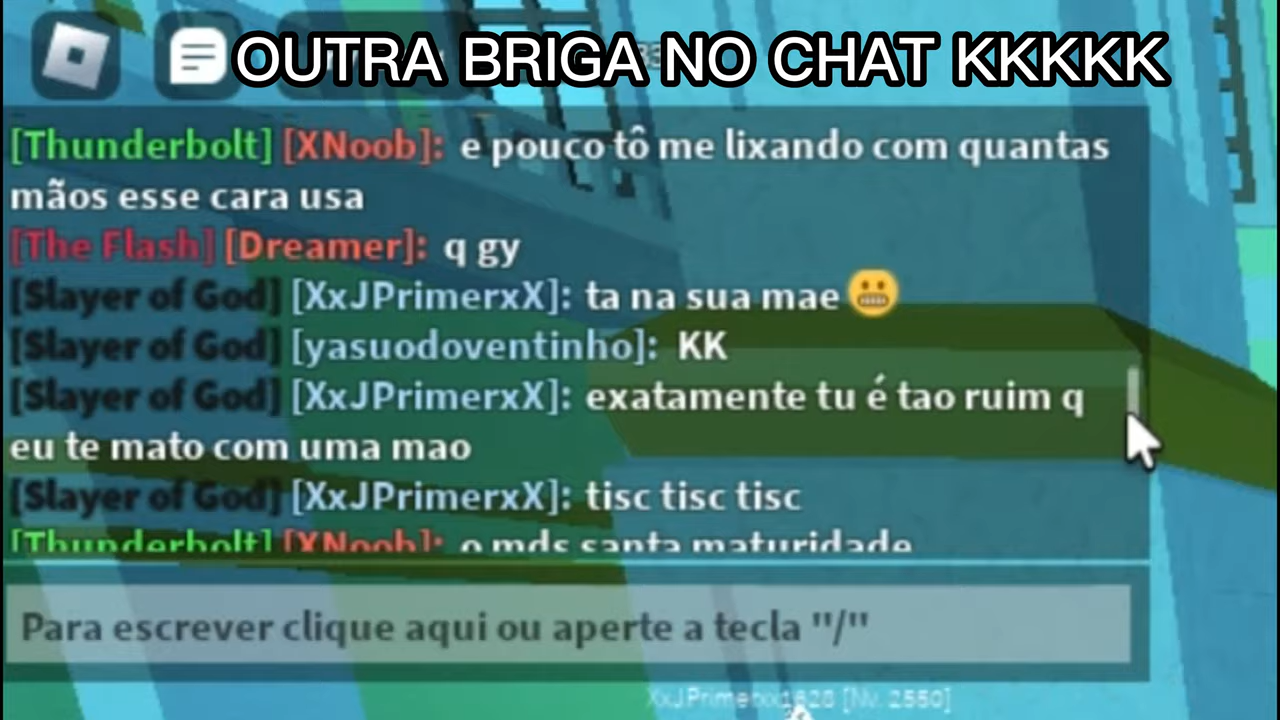 OUTRA BRIGA NO CHAT KKKKK
[Thunderbolt] [XNoob]: e pouco tô me lixando com quantas
mãos esse cara usa
[The Flash] [Dreamer]: q gy
[Slayer of God] [XxJPrimerxX]: ta na sua mae😬
[Slayer of God] [yasuodoventinho]: KK
[Slayer of God] [XxJPrimerxX]: exatamente tu é tao ruim q
eu te mato com uma mao
[Slayer of God] [XxJPrimerxX]: tisc tisc tisc
[Thunderbolt] [XNoob]: o mds santa maturidade
Para escrever clique aqui ou aperte a tecla "/"
[Nv. 2550]